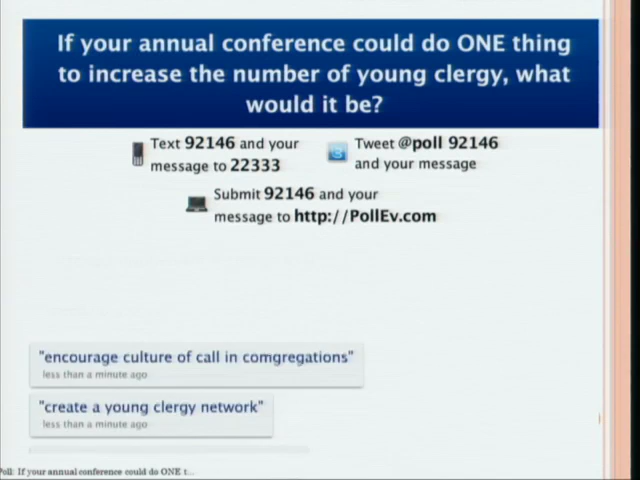 If your annual conference could do ONE thing
to increase the number of young clergy, what
would it be?
Text 92146 and your
message to 22333
Tweet @poll 92146
and your message
Submit 92146 and your
message to http://PollEv.com
"encourage culture of call in comgregations"
less than a minute ago
"create a young clergy network"
less than a minute ago
Poll: If your annual conference could do ONE t...